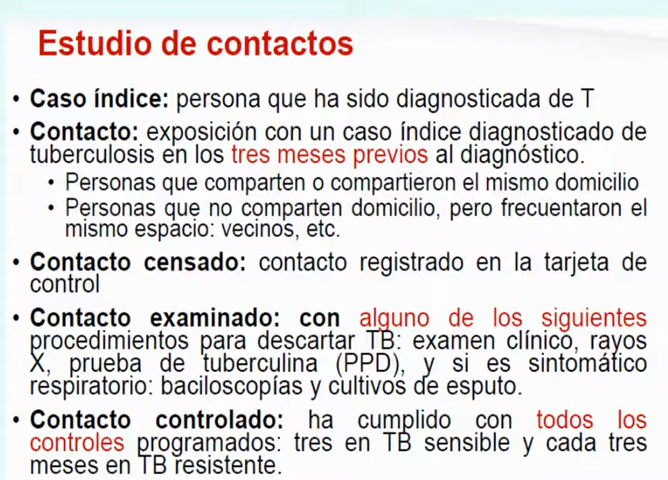 Estudio de contactos
• Caso índice: persona que ha sido diagnosticada de T
• Contacto: exposición con un caso índice diagnosticado de
tuberculosis en los tres meses previos al diagnóstico.
• Personas que comparten o compartieron el mismo domicilio
• Personas que no comparten domicilio, pero frecuentaron el
mismo espacio: vecinos, etc.
• Contacto censado: contacto registrado en la tarjeta de
control
• Contacto examinado: con alguno de los siguientes
procedimientos para descartar TB: examen clínico, rayos
X, prueba de tuberculina (PPD), y si es sintomático
respiratorio: baciloscopías y cultivos de esputo.
• Contacto controlado: ha cumplido con todos los
controles programados: tres en TB sensible y cada tres
meses en TB resistente.